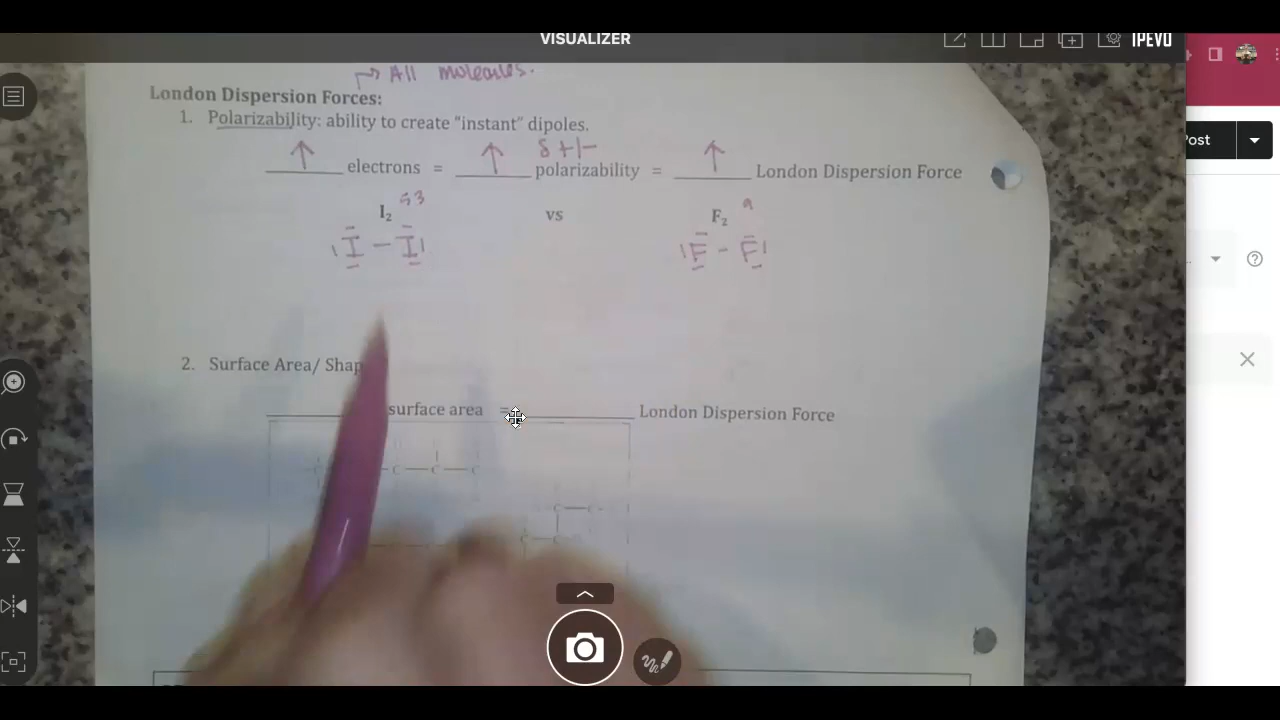 VISUALIZER
IPEVO
All molecules.
London Dispersion Forces:
1. Polarizability: ability to create "instant" dipoles.
↑ electrons = ↑ polarizability = ↑ London Dispersion Force
δ +/-
I₂ 53 vs F₂ 9
I – I F – F
2. Surface Area/ Shap
surface area = London Dispersion Force
C — C — C
ost